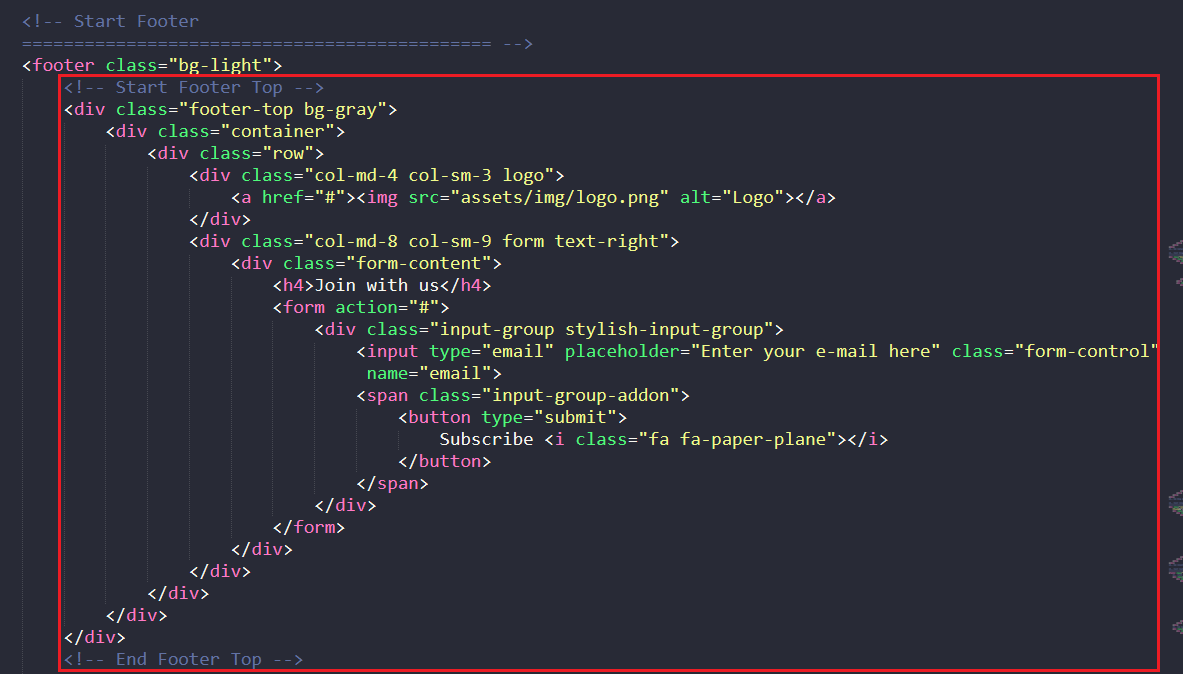 <!-- Start Footer
============================================= -->
<footer class="bg-light">
<!-- Start Footer Top -->
<div class="footer-top bg-gray">
<div class="container">
<div class="row">
<div class="col-md-4 col-sm-3 logo">
<a href="#"><img src="assets/img/logo.png" alt="Logo"></a>
</div>
<div class="col-md-8 col-sm-9 form text-right">
<div class="form-content">
<h4>Join with us</h4>
<form action="#">
<div class="input-group stylish-input-group">
<input type="email" placeholder="Enter your e-mail here" class="form-control"
name="email">
<span class="input-group-addon">
<button type="submit">
Subscribe <i class="fa fa-paper-plane"></i>
</button>
</span>
</div>
</form>
</div>
</div>
</div>
</div>
</div>
<!-- End Footer Top -->